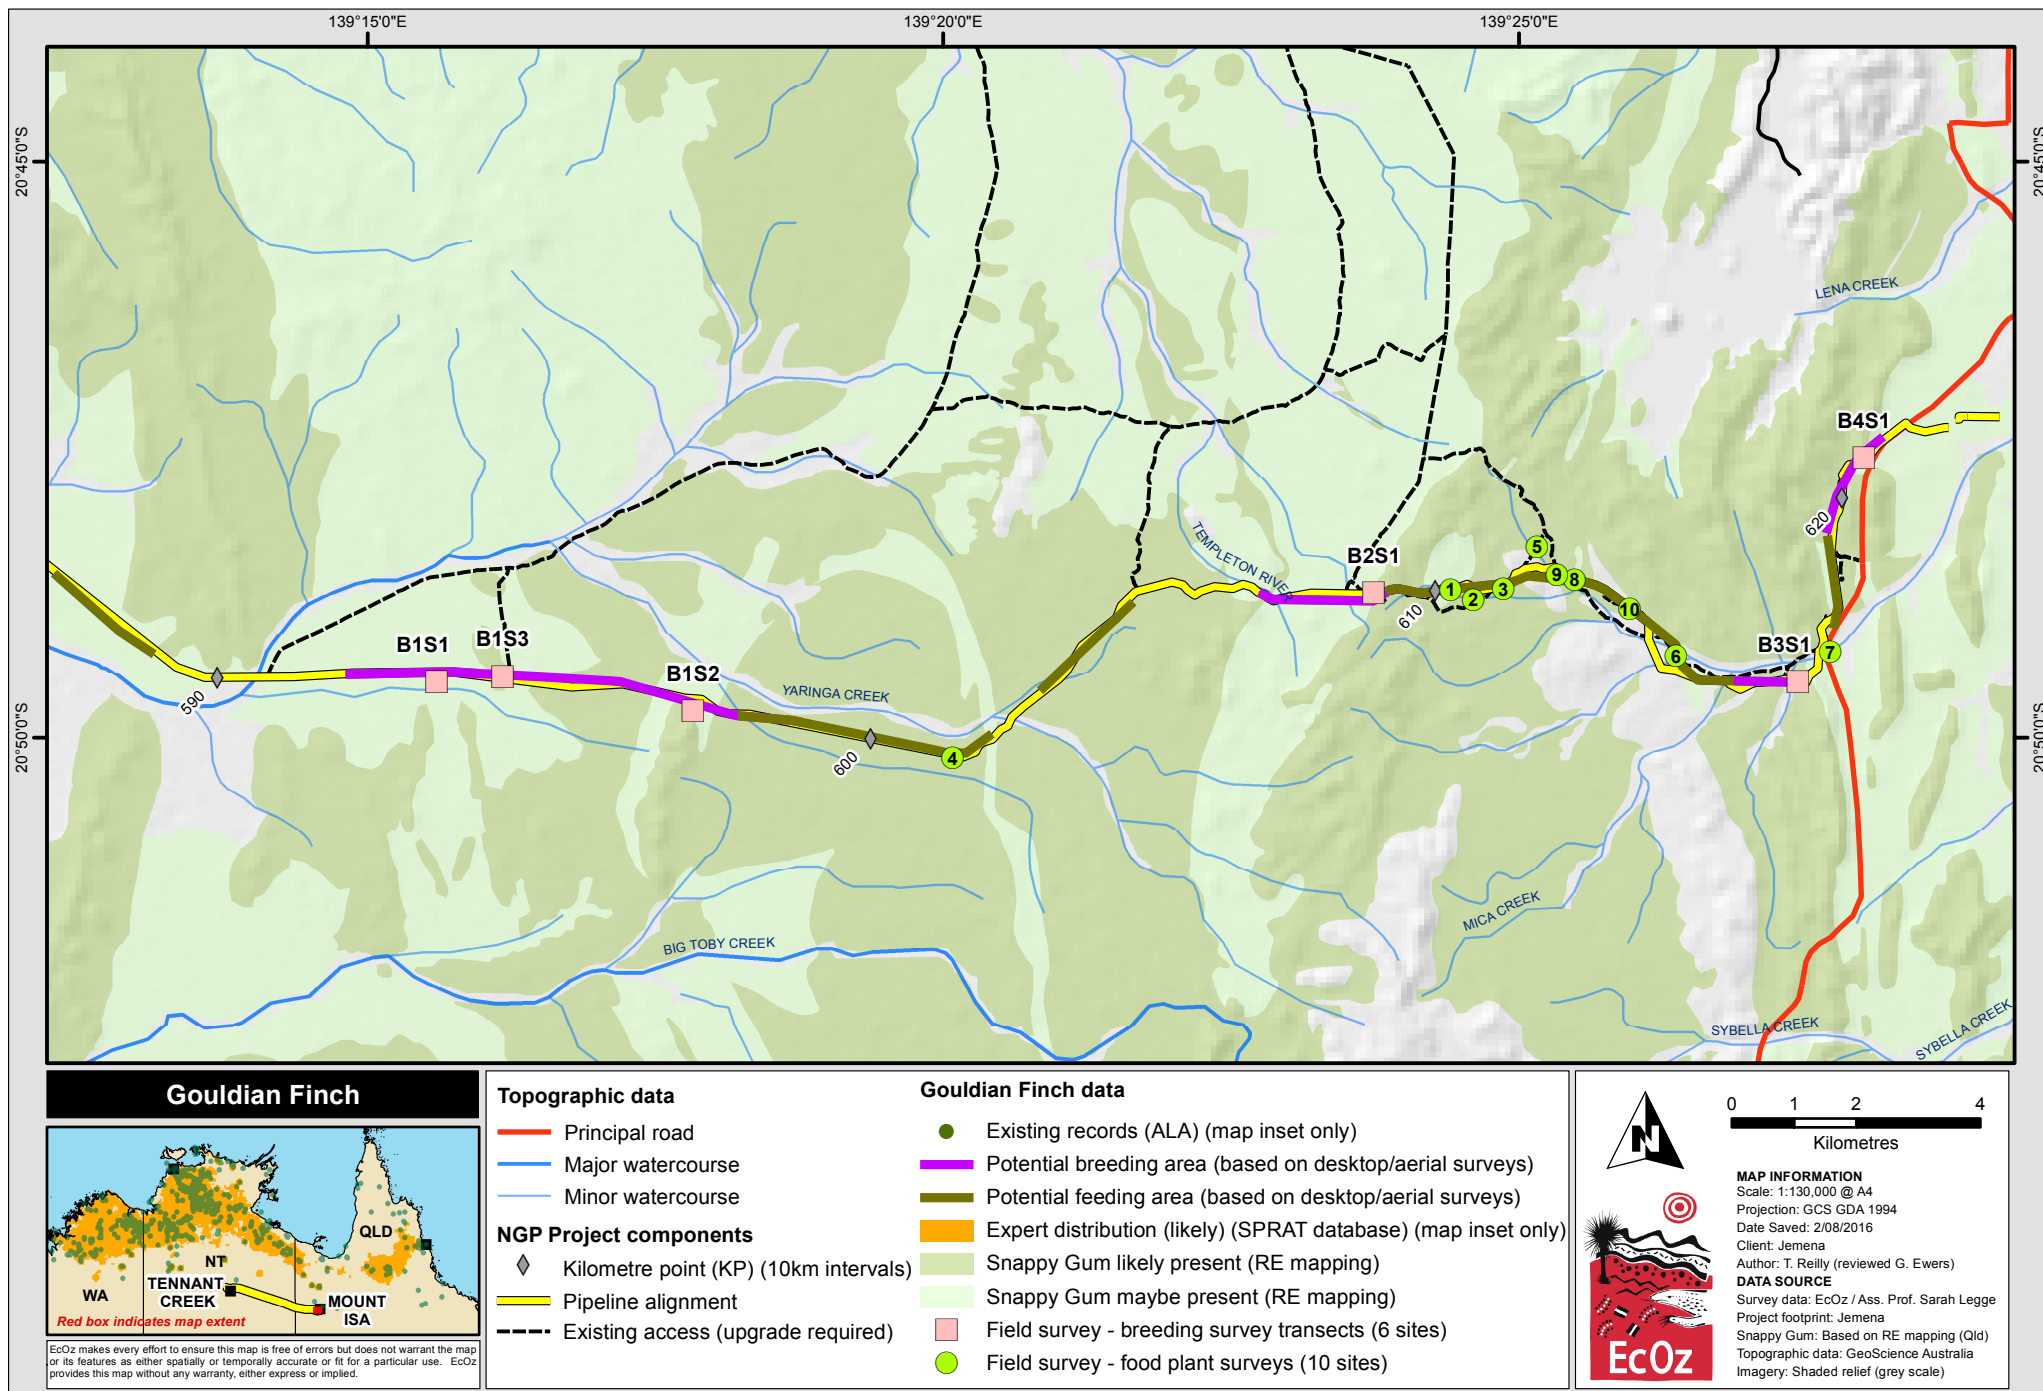 139°15'0"E
139°20'0"E
139°25'0"E
20°45'0"S
20°45'0"S
20°50'0"S
20°50'0"S
LENA CREEK
B4S1
620
TEMPLETON RIVER
B2S1
5
9
8
1
2
3
610
10
6
B3S1
7
B1S1
B1S3
B1S2
590
YARINGA CREEK
600
4
MICA CREEK
BIG TOBY CREEK
SYBELLA CREEK
SYBELLA CREEK
Gouldian Finch
QLD
NT
WA
TENNANT
CREEK
MOUNT
ISA
Red box indicates map extent
EcOz makes every effort to ensure this map is free of errors but does not warrant the map
or its features as either spatially or temporally accurate or fit for a particular use. EcOz
provides this map without any warranty, either express or implied.
Topographic data
Principal road
Major watercourse
Minor watercourse
NGP Project components
Kilometre point (KP) (10km intervals)
Pipeline alignment
Existing access (upgrade required)
Gouldian Finch data
Existing records (ALA) (map inset only)
Potential breeding area (based on desktop/aerial surveys)
Potential feeding area (based on desktop/aerial surveys)
Expert distribution (likely) (SPRAT database) (map inset only)
Snappy Gum likely present (RE mapping)
Snappy Gum maybe present (RE mapping)
Field survey - breeding survey transects (6 sites)
Field survey - food plant surveys (10 sites)
N
0 1 2 4
Kilometres
MAP INFORMATION
Scale: 1:130,000 @ A4
Projection: GCS GDA 1994
Date Saved: 2/08/2016
Client: Jemena
Author: T. Reilly (reviewed G. Ewers)
DATA SOURCE
Survey data: EcOz / Ass. Prof. Sarah Legge
Project footprint: Jemena
Snappy Gum: Based on RE mapping (Qld)
Topographic data: GeoScience Australia
Imagery: Shaded relief (grey scale)
EcOz